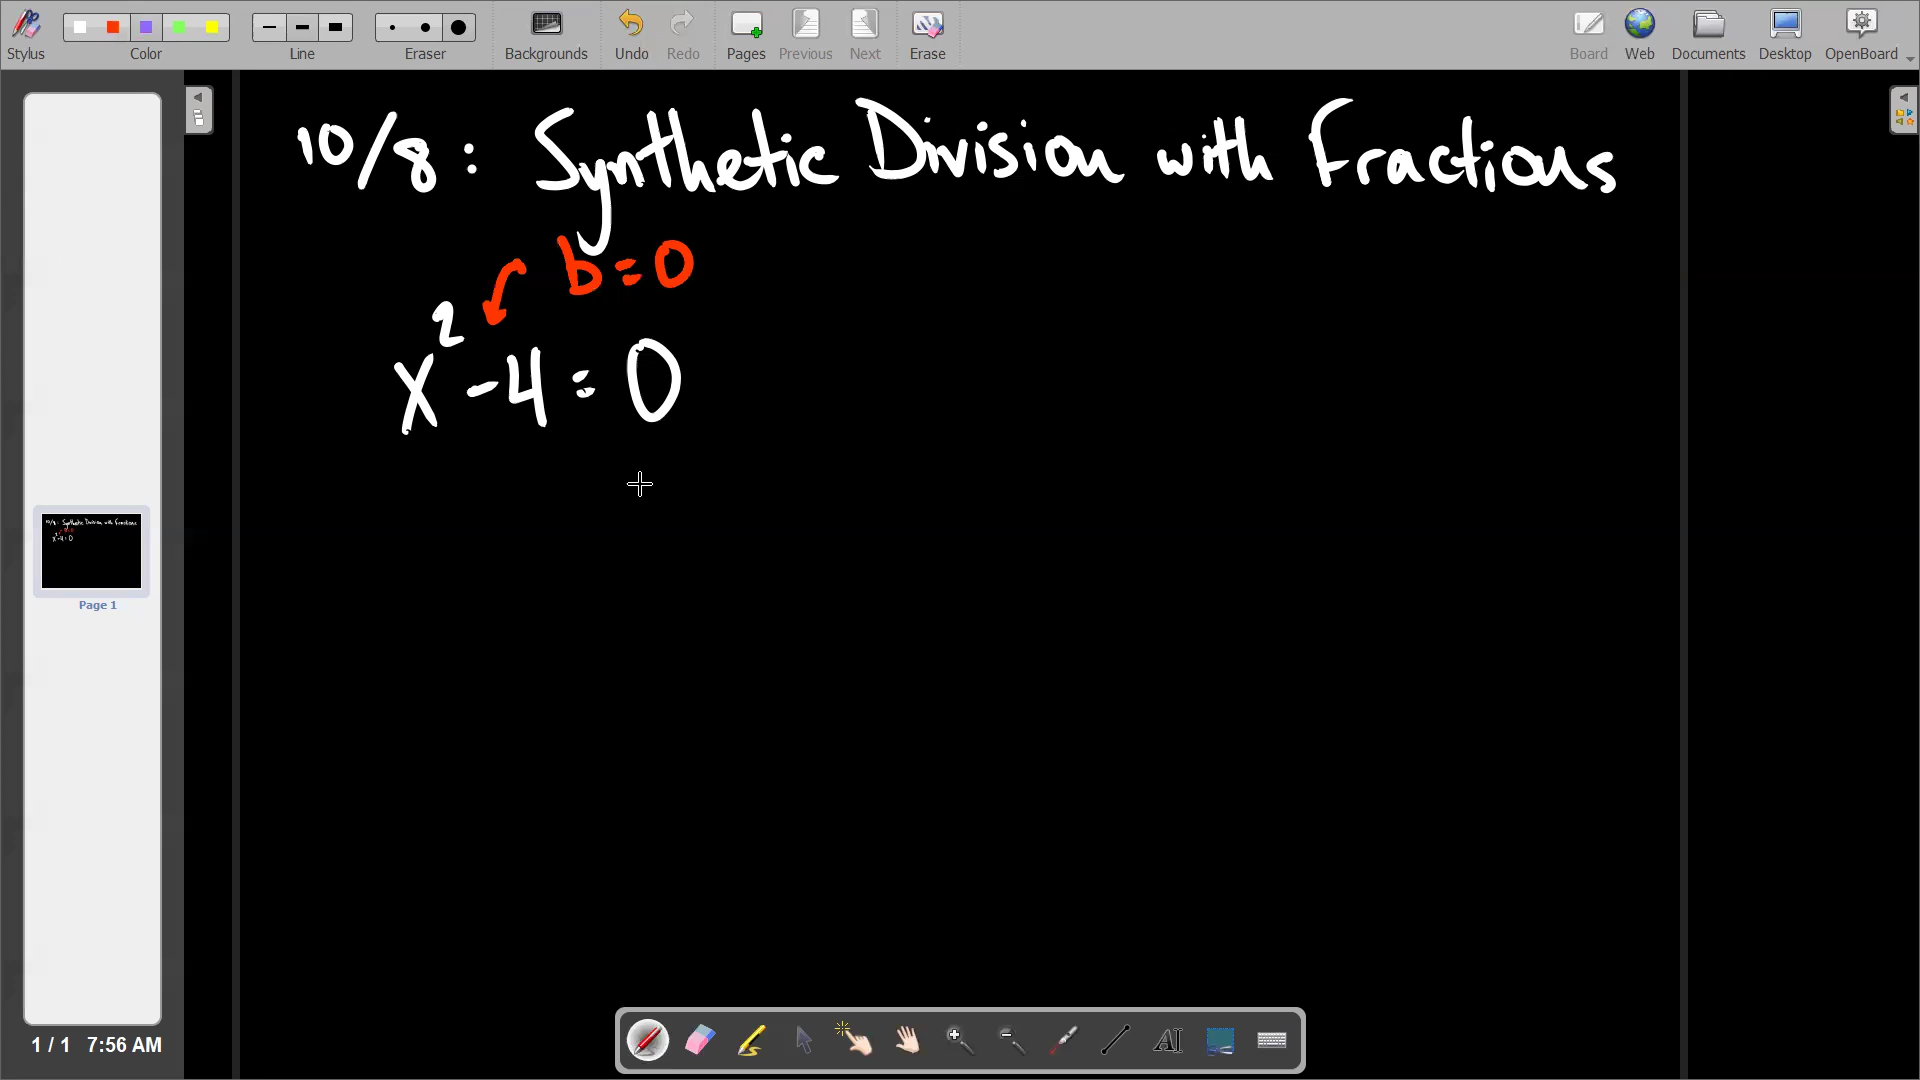 Stylus Color Line Eraser Backgrounds Undo Redo Pages Previous Next Erase Board Web Documents Desktop OpenBoard
10/8: Synthetic Division with Fractions
b=0
x²-4=0
Page 1
1 / 1 7:56 AM